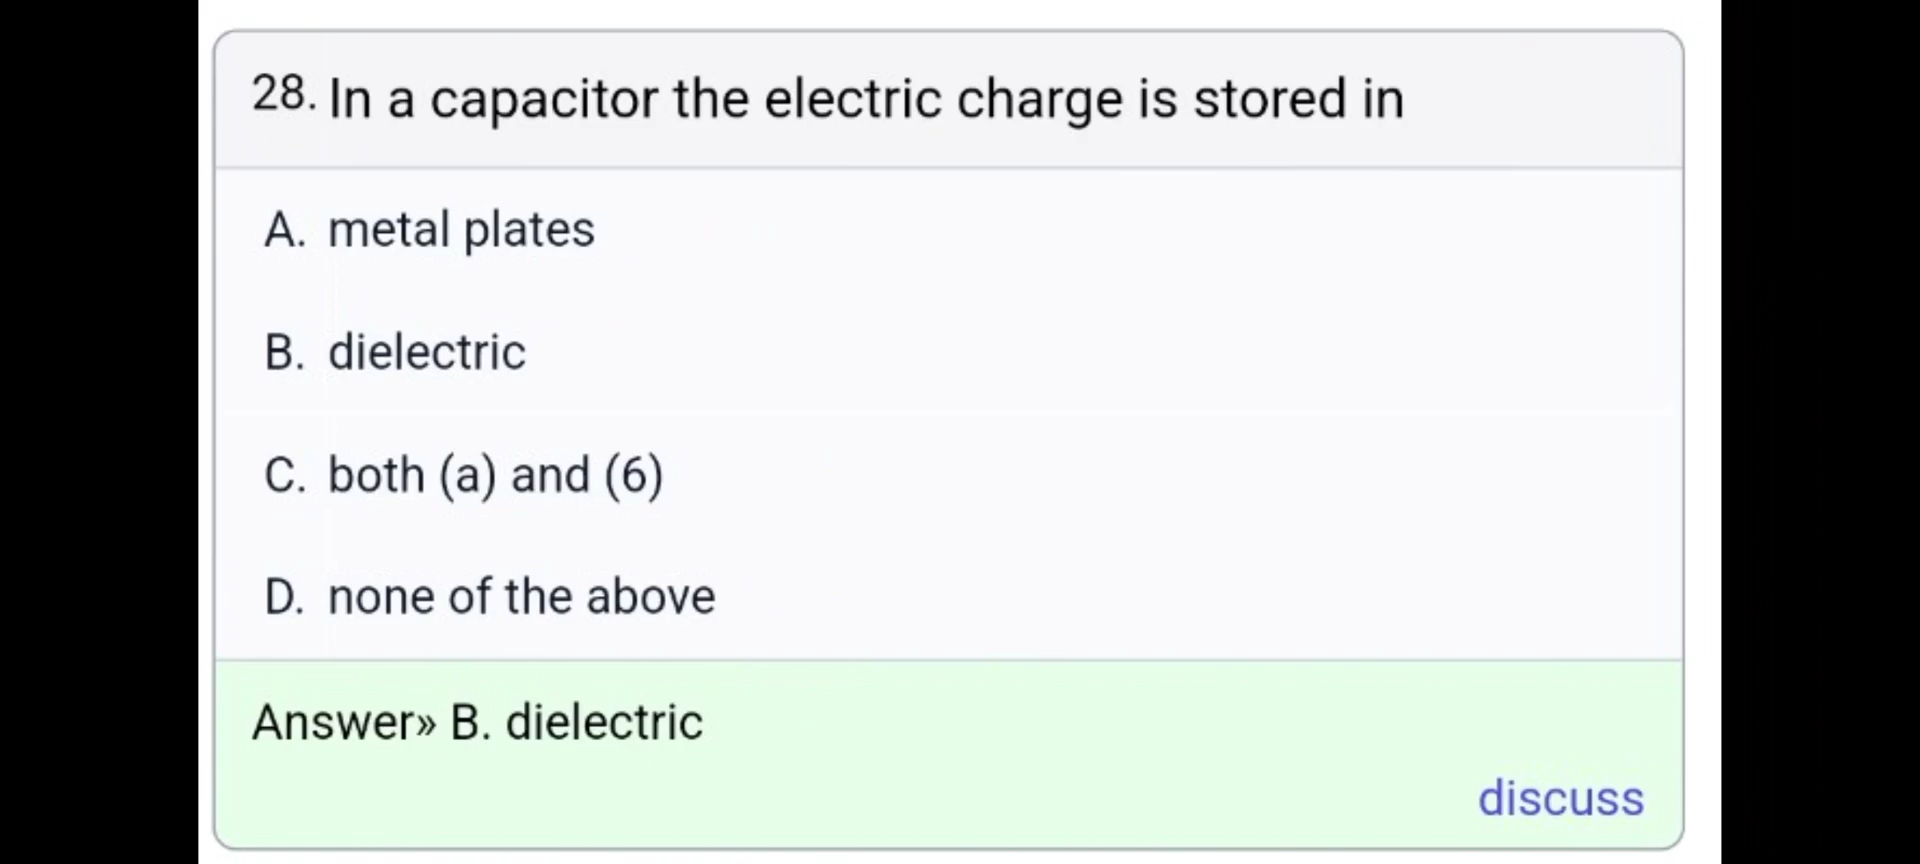 28. In a capacitor the electric charge is stored in
A. metal plates
B. dielectric
C. both (a) and (6)
D. none of the above
Answer» B. dielectric
discuss